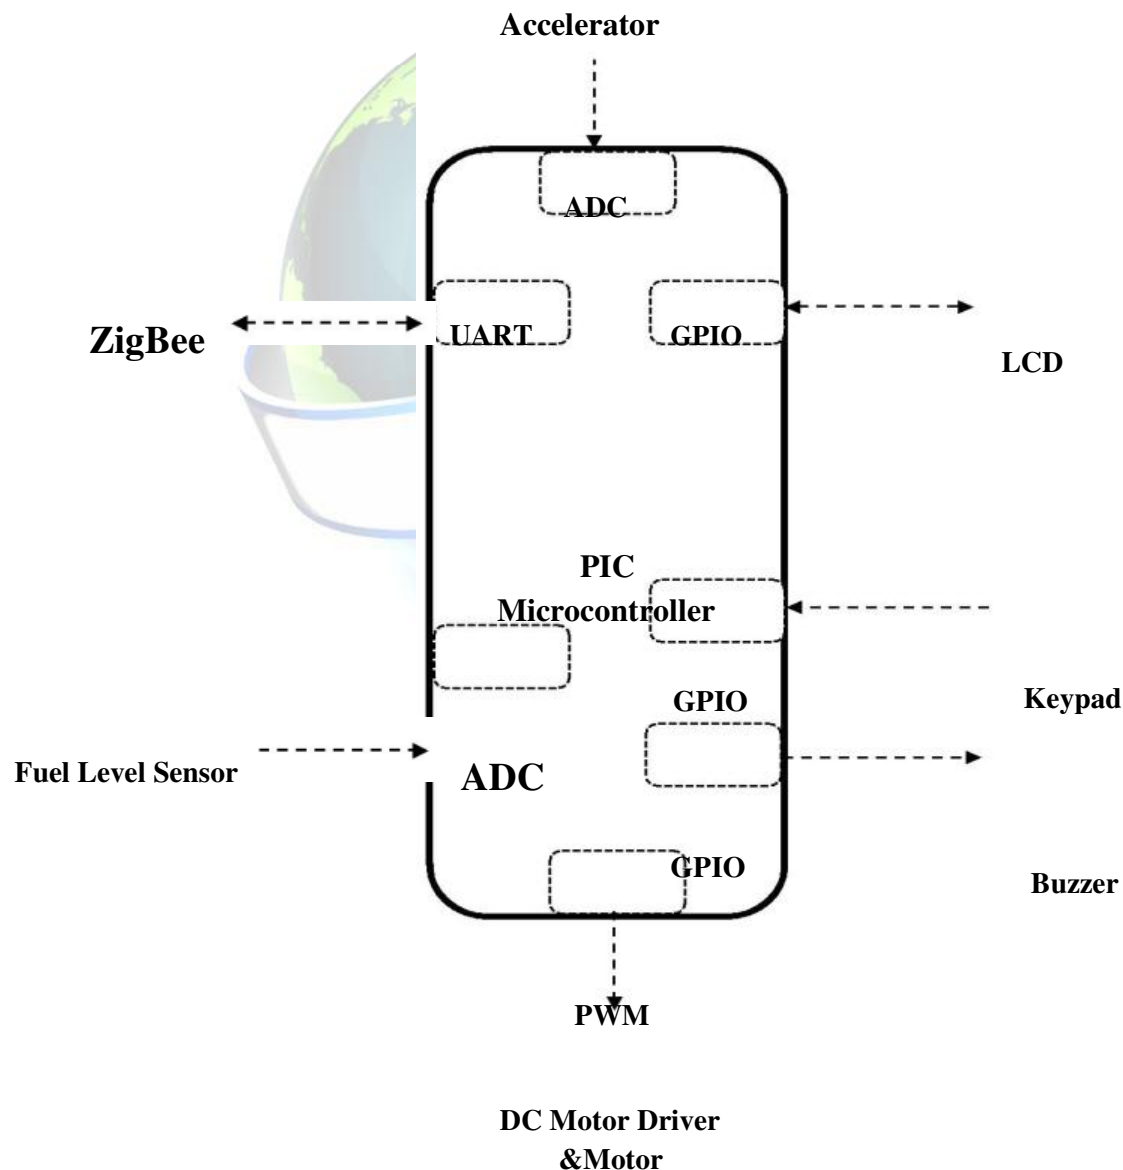 Accelerator
ADC
ZigBee
UART
GPIO
LCD
PIC
Microcontroller
GPIO
Keypad
Fuel Level Sensor
ADC
GPIO
Buzzer
PWM
DC Motor Driver
&Motor